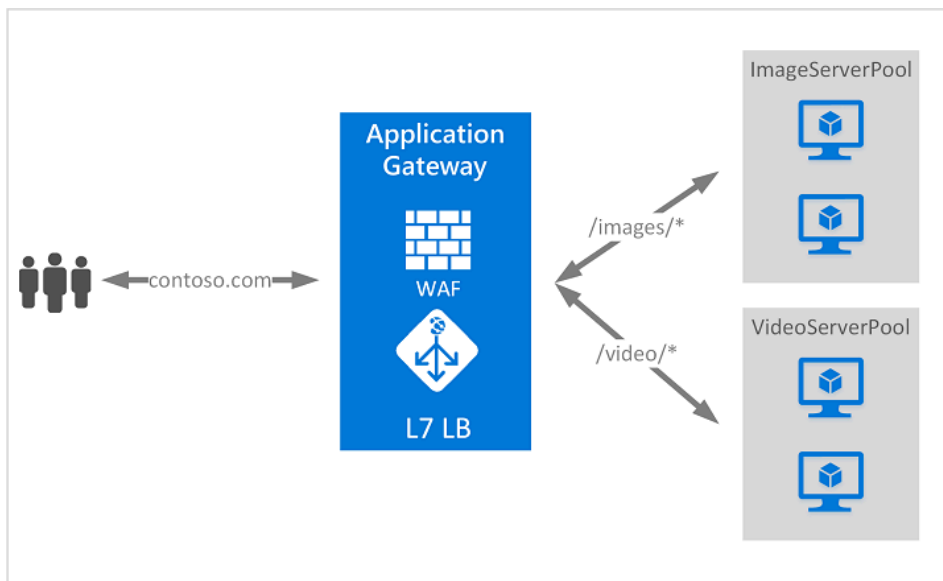 ImageServerPool
Application
Gateway
/images/*
contoso.com
WAF
VideoServerPool
/video/*
L7 LB